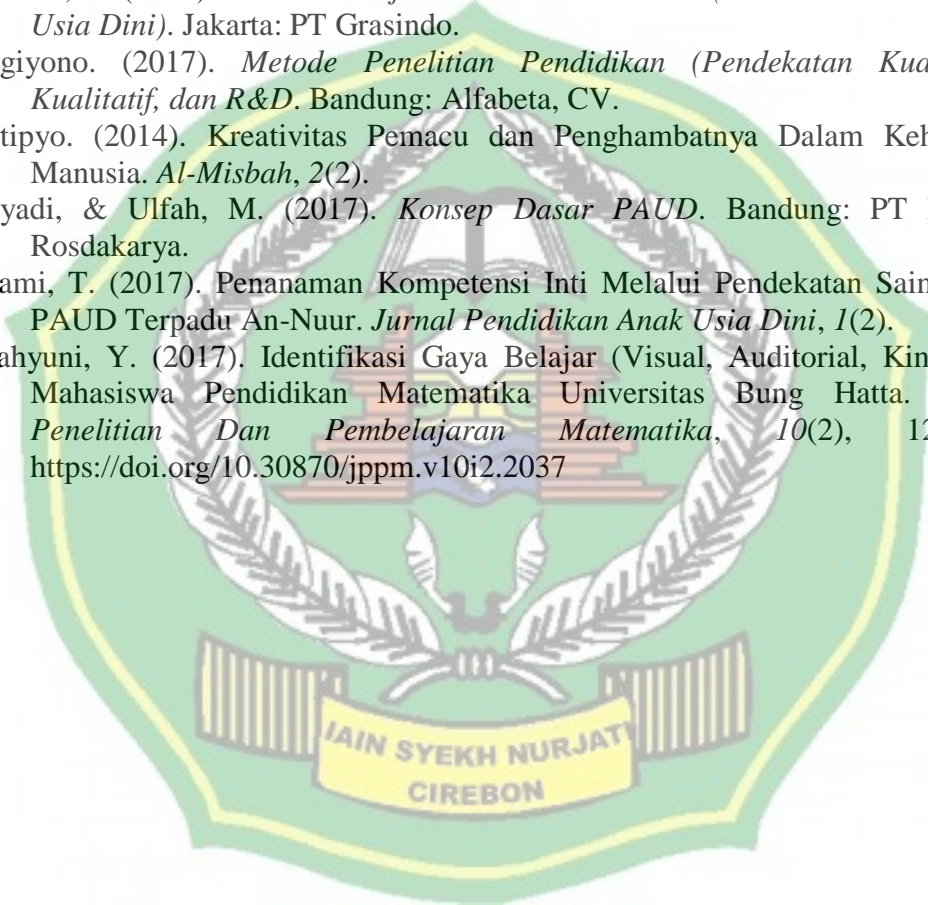 Usia Dini). Jakarta: PT Grasindo.
giyono. (2017). Metode Penelitian Pendidikan (Pendekatan Kua
Kualitatif, dan R&D. Bandung: Alfabeta, CV.
tipyo. (2014). Kreativitas Pemacu dan Penghambatnya Dalam Keh
Manusia. Al-Misbah, 2(2).
yadi, & Ulfah, M. (2017). Konsep Dasar PAUD. Bandung: PT
Rosdakarya.
ami, T. (2017). Penanaman Kompetensi Inti Melalui Pendekatan Sain
PAUD Terpadu An-Nuur. Jurnal Pendidikan Anak Usia Dini, 1(2).
ahyuni, Y. (2017). Identifikasi Gaya Belajar (Visual, Auditorial, Kin
Mahasiswa Pendidikan Matematika Universitas Bung Hatta.
Penelitian Dan Pembelajaran Matematika, 10(2), 12
https://doi.org/10.30870/jppm.v10i2.2037
IAIN SYEKH NURJATI
CIREBON